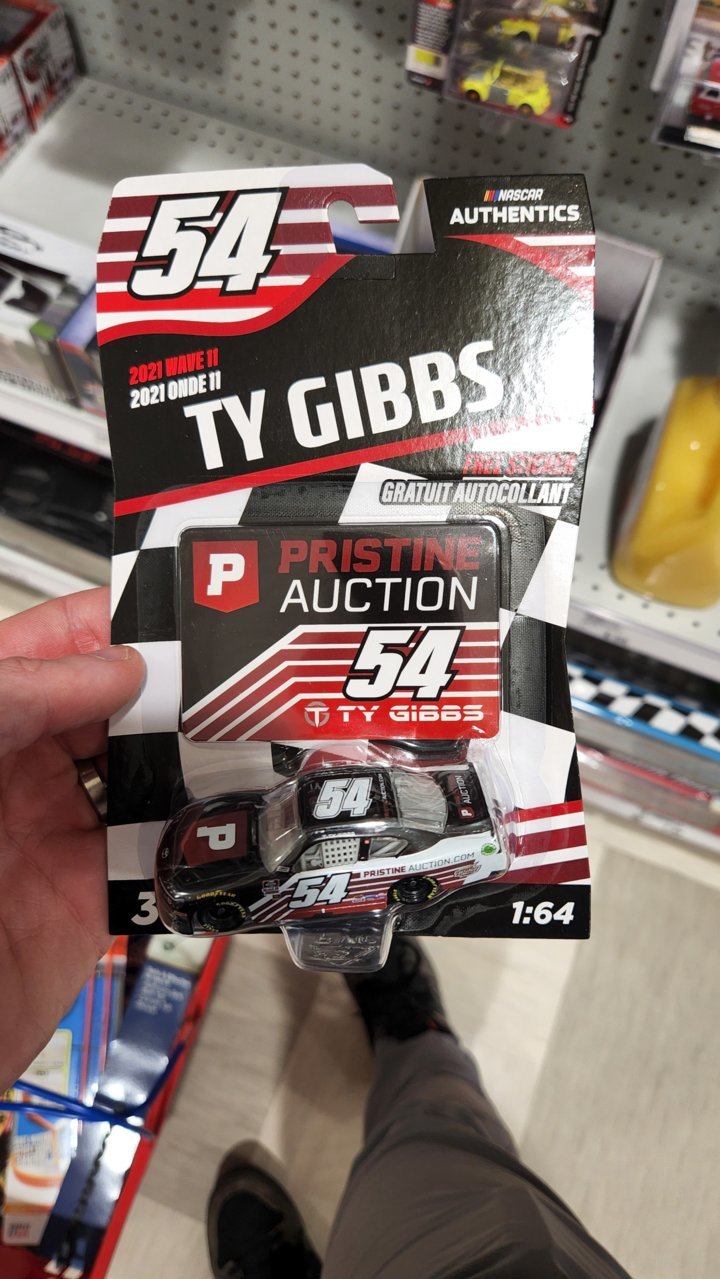 54
NASCAR
AUTHENTICS
2021 WAVE 11
2021 ONDE 11
TY GIBBS
FREE STICKER
GRATUIT AUTOCOLLANT
P
PRISTINE
AUCTION
54
T TY GIBBS
54
P
PRISTINE AUCTION.COM
54
GOODYEAR
3
1:64